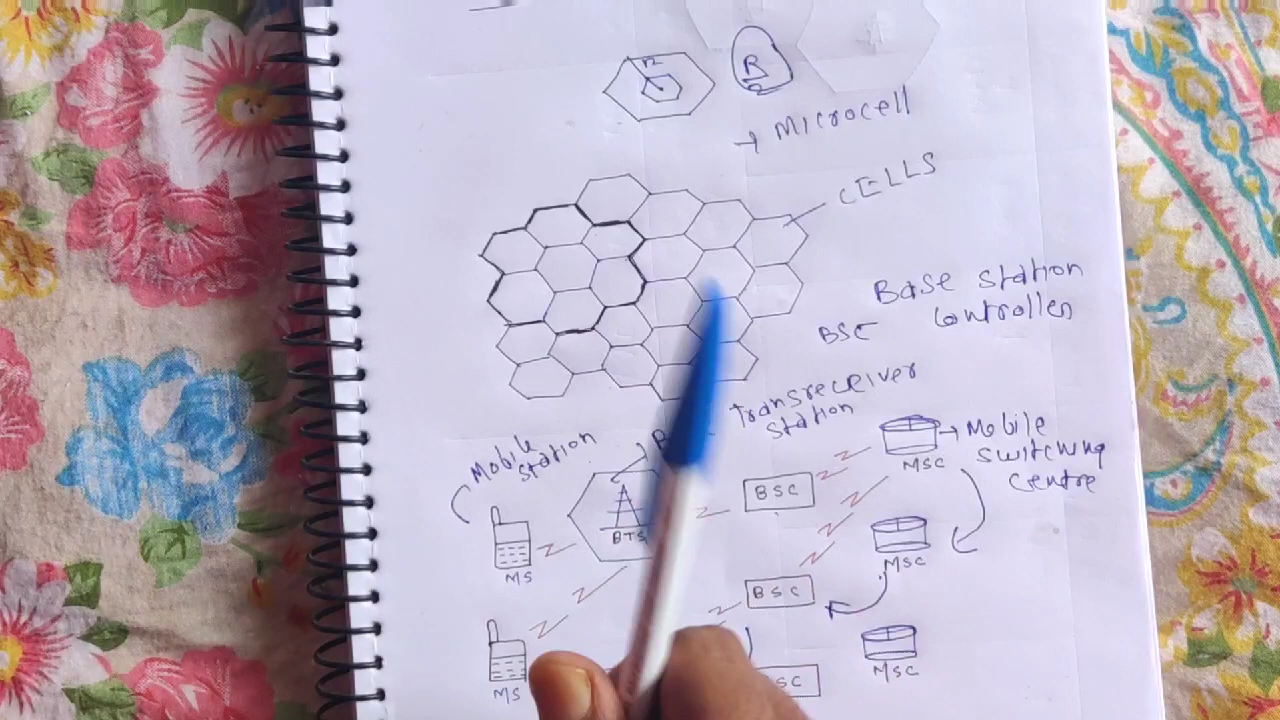 r
R
→ Microcell
CELLS
Base station
controller
BSC
Transreceiver
station
Mobile
station
→ Mobile
switching
centre
MSC
BSC
BTS
MS
MSC
BSC
MSC
MS